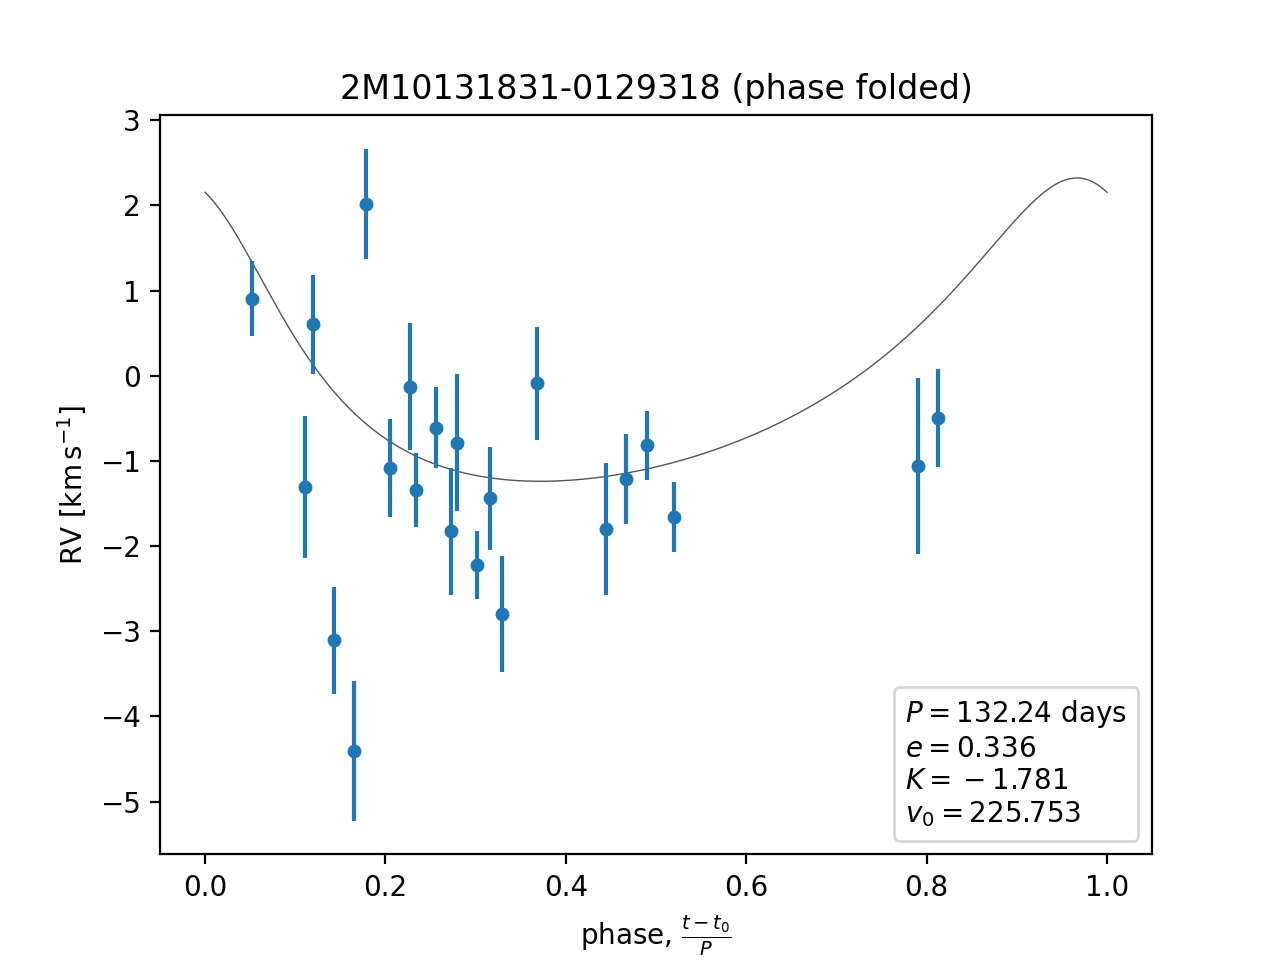 2M10131831-0129318 (phase folded)
3
2
1
0
−1
−2
−3
−4
−5
RV [km s⁻¹]
P = 132.24 days
e = 0.336
K = −1.781
v₀ = 225.753
0.0 0.2 0.4 0.6 0.8 1.0
phase, (t − t₀)/P